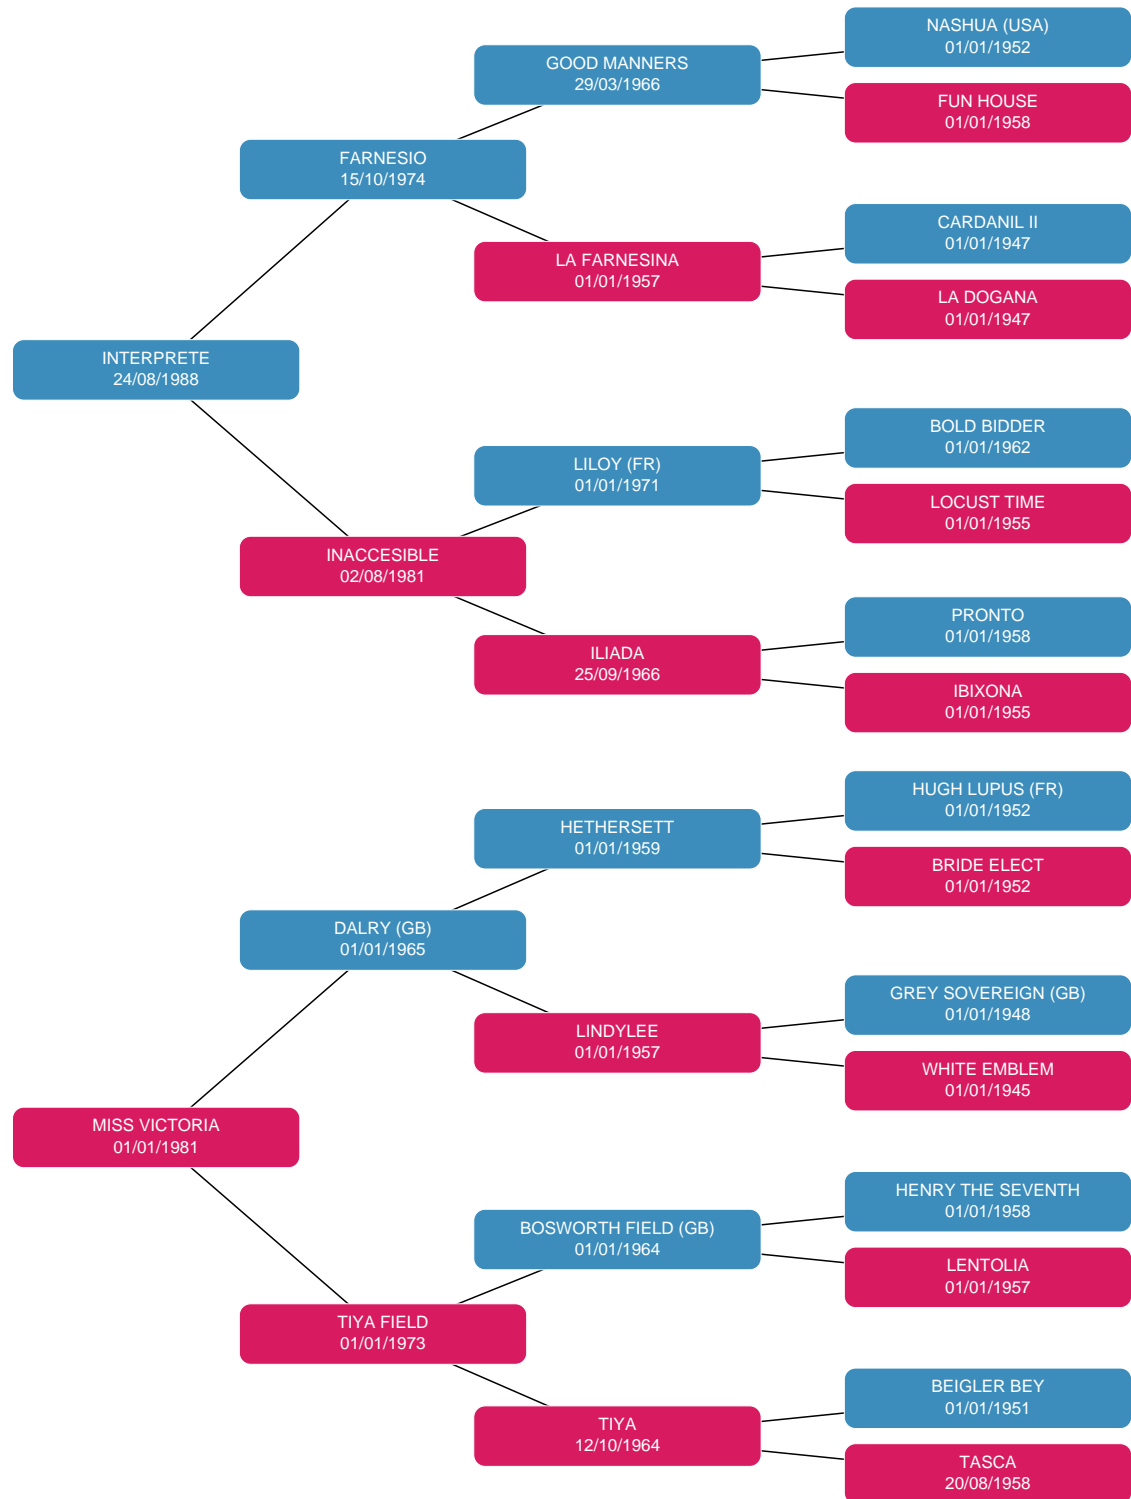 NASHUA (USA)
01/01/1952
GOOD MANNERS
29/03/1966
FUN HOUSE
01/01/1958
FARNESIO
15/10/1974
CARDANIL II
01/01/1947
LA FARNESINA
01/01/1957
LA DOGANA
01/01/1947
INTERPRETE
24/08/1988
BOLD BIDDER
01/01/1962
LILOY (FR)
01/01/1971
LOCUST TIME
01/01/1955
INACCESIBLE
02/08/1981
PRONTO
01/01/1958
ILIADA
25/09/1966
IBIXONA
01/01/1955
HUGH LUPUS (FR)
01/01/1952
HETHERSETT
01/01/1959
BRIDE ELECT
01/01/1952
DALRY (GB)
01/01/1965
GREY SOVEREIGN (GB)
01/01/1948
LINDYLEE
01/01/1957
WHITE EMBLEM
01/01/1945
MISS VICTORIA
01/01/1981
HENRY THE SEVENTH
01/01/1958
BOSWORTH FIELD (GB)
01/01/1964
LENTOLIA
01/01/1957
TIYA FIELD
01/01/1973
BEIGLER BEY
01/01/1951
TIYA
12/10/1964
TASCA
20/08/1958